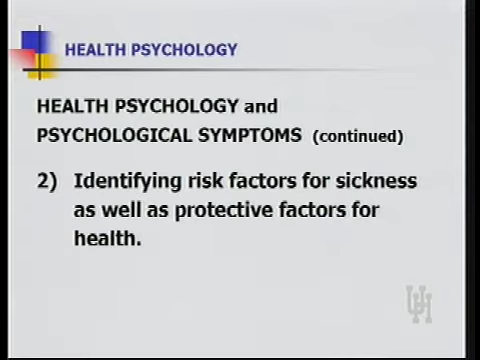 HEALTH PSYCHOLOGY
HEALTH PSYCHOLOGY and
PSYCHOLOGICAL SYMPTOMS (continued)
2) Identifying risk factors for sickness
as well as protective factors for
health.
UH